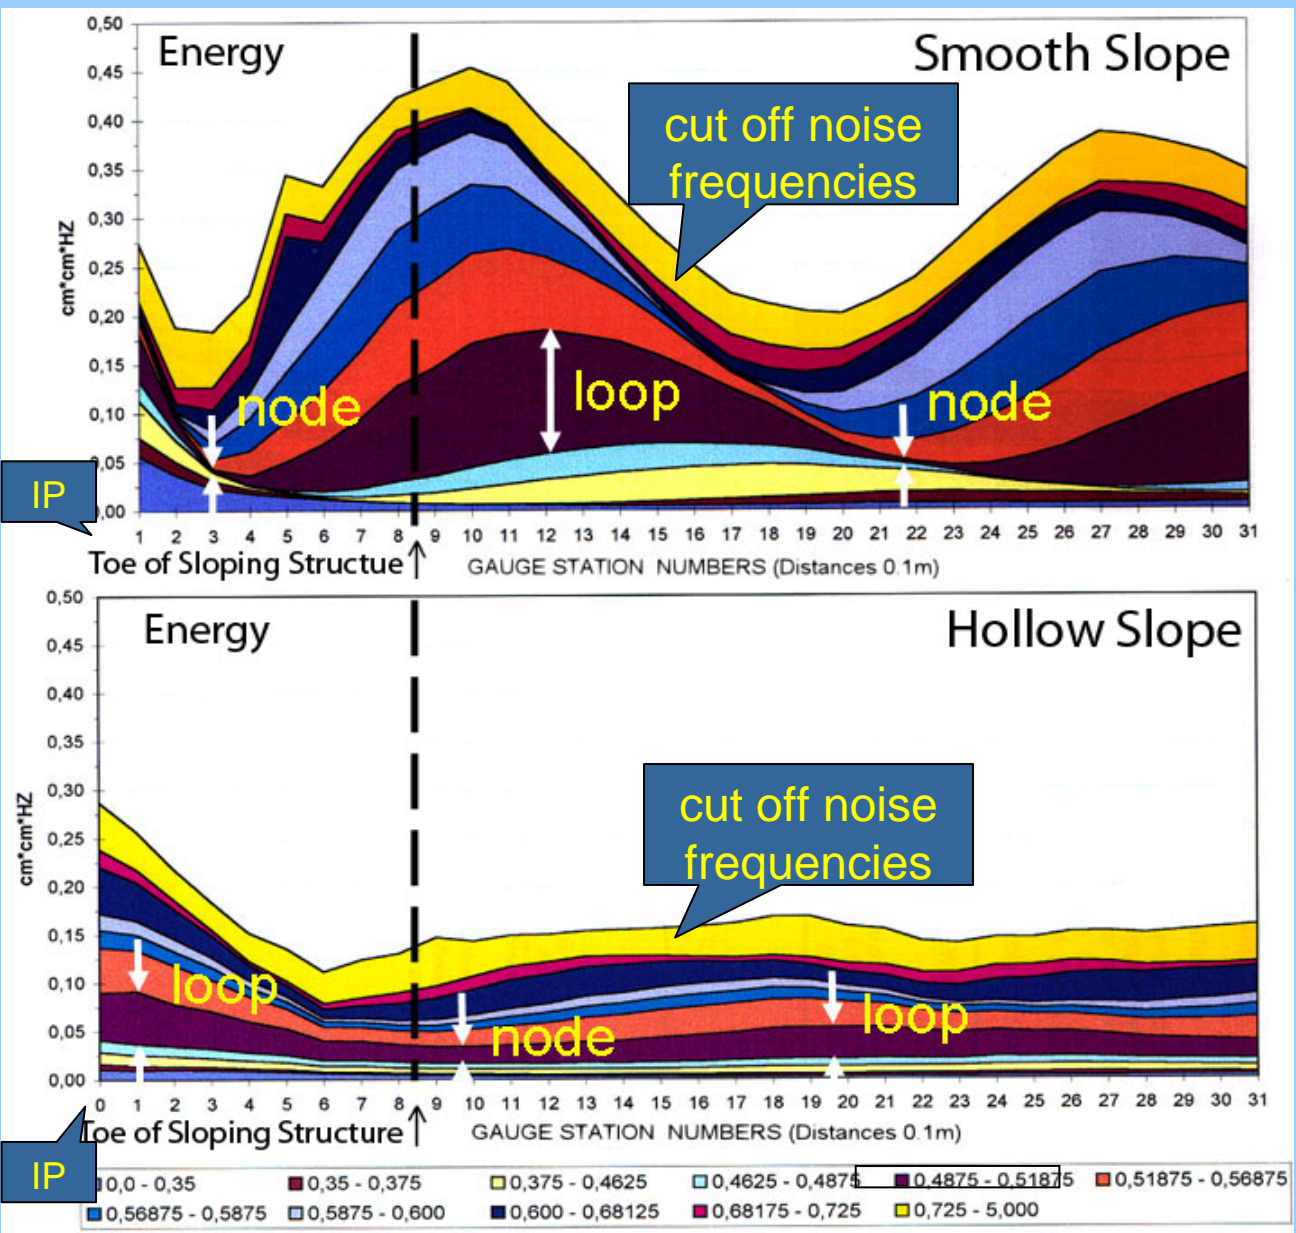 Energy
Smooth Slope
cut off noise
frequencies
0,50
0,45
0,40
0,35
0,30
0,25
0,20
0,15
0,10
0,05
0,00
cm*cm*HZ
node
loop
node
IP
1 2 3 4 5 6 7 8 9 10 11 12 13 14 15 16 17 18 19 20 21 22 23 24 25 26 27 28 29 30 31
Toe of Sloping Structue
GAUGE STATION NUMBERS (Distances 0.1m)
Energy
Hollow Slope
cut off noise
frequencies
0,50
0,45
0,40
0,35
0,30
0,25
0,20
0,15
0,10
0,05
0,00
cm*cm*HZ
loop
node
loop
0 1 2 3 4 5 6 7 8 9 10 11 12 13 14 15 16 17 18 19 20 21 22 23 24 25 26 27 28 29 30 31
Toe of Sloping Structure
GAUGE STATION NUMBERS (Distances 0.1m)
IP
0,0 - 0,35 0,35 - 0,375 0,375 - 0,4625 0,4625 - 0,4875 0,4875 - 0,51875 0,51875 - 0,56875
0,56875 - 0,5875 0,5875 - 0,600 0,600 - 0,68125 0,68175 - 0,725 0,725 - 5,000